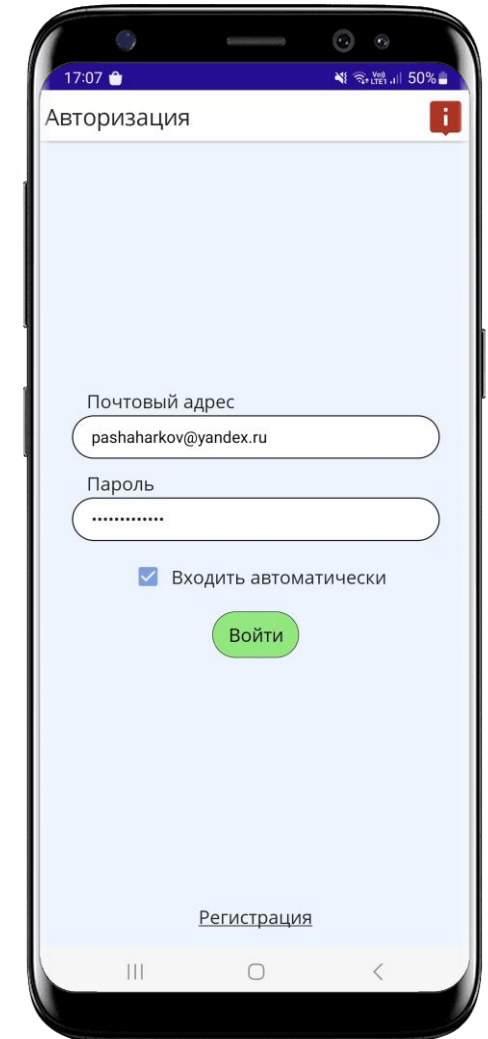 17:07 50%
Авторизация
Почтовый адрес
pashaharkov@yandex.ru
Пароль
•••••••••••••
Входить автоматически
Войти
Регистрация